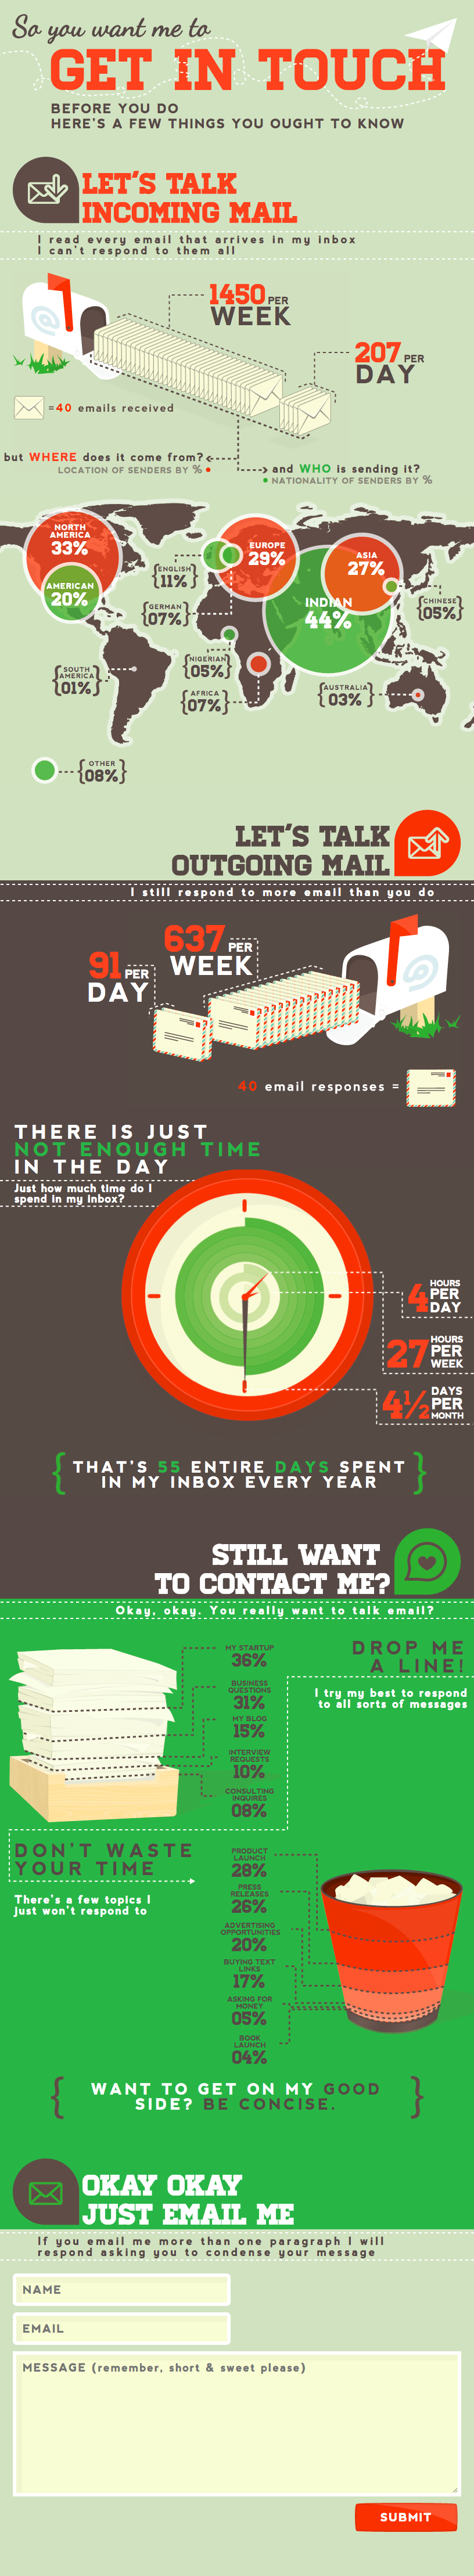 So you want me to
GET IN TOUCH
BEFORE YOU DO
HERE'S A FEW THINGS YOU OUGHT TO KNOW
LET'S TALK
INCOMING MAIL
I read every email that arrives in my inbox
I can't respond to them all
1450 PER
WEEK
207 PER
DAY
=40 emails received
but WHERE does it come from?
LOCATION OF SENDERS BY %
and WHO is sending it?
NATIONALITY OF SENDERS BY %
NORTH
AMERICA
33%
AMERICAN
20%
{ENGLISH
11%}
EUROPE
29%
ASIA
27%
INDIAN
44%
{CHINESE
05%}
{GERMAN
07%}
{NIGERIAN
05%}
{SOUTH
AMERICA
01%}
{AFRICA
07%}
{AUSTRALIA
03%}
{OTHER
08%}
LET'S TALK
OUTGOING MAIL
I still respond to more email than you do
637 PER
WEEK
91 PER
DAY
40 email responses =
THERE IS JUST
NOT ENOUGH TIME
IN THE DAY
Just how much time do I
spend in my inbox?
4 HOURS
PER
DAY
27 HOURS
PER
WEEK
4½ DAYS
PER
MONTH
{ THAT'S 55 ENTIRE DAYS SPENT
IN MY INBOX EVERY YEAR }
STILL WANT
TO CONTACT ME?
Okay, okay. You really want to talk email?
DROP ME
A LINE!
I try my best to respond
to all sorts of messages
MY STARTUP
36%
BUSINESS
QUESTIONS
31%
MY BLOG
15%
INTERVIEW
REQUESTS
10%
CONSULTING
INQUIRES
08%
DON'T WASTE
YOUR TIME
There's a few topics I
just won't respond to
PRODUCT
LAUNCH
28%
PRESS
RELEASES
26%
ADVERTISING
OPPORTUNITIES
20%
BUYING TEXT
LINKS
17%
ASKING FOR
MONEY
05%
BOOK
LAUNCH
04%
{ WANT TO GET ON MY GOOD
SIDE? BE CONCISE. }
OKAY OKAY
JUST EMAIL ME
If you email me more than one paragraph I will
respond asking you to condense your message
NAME
EMAIL
MESSAGE (remember, short & sweet please)
SUBMIT